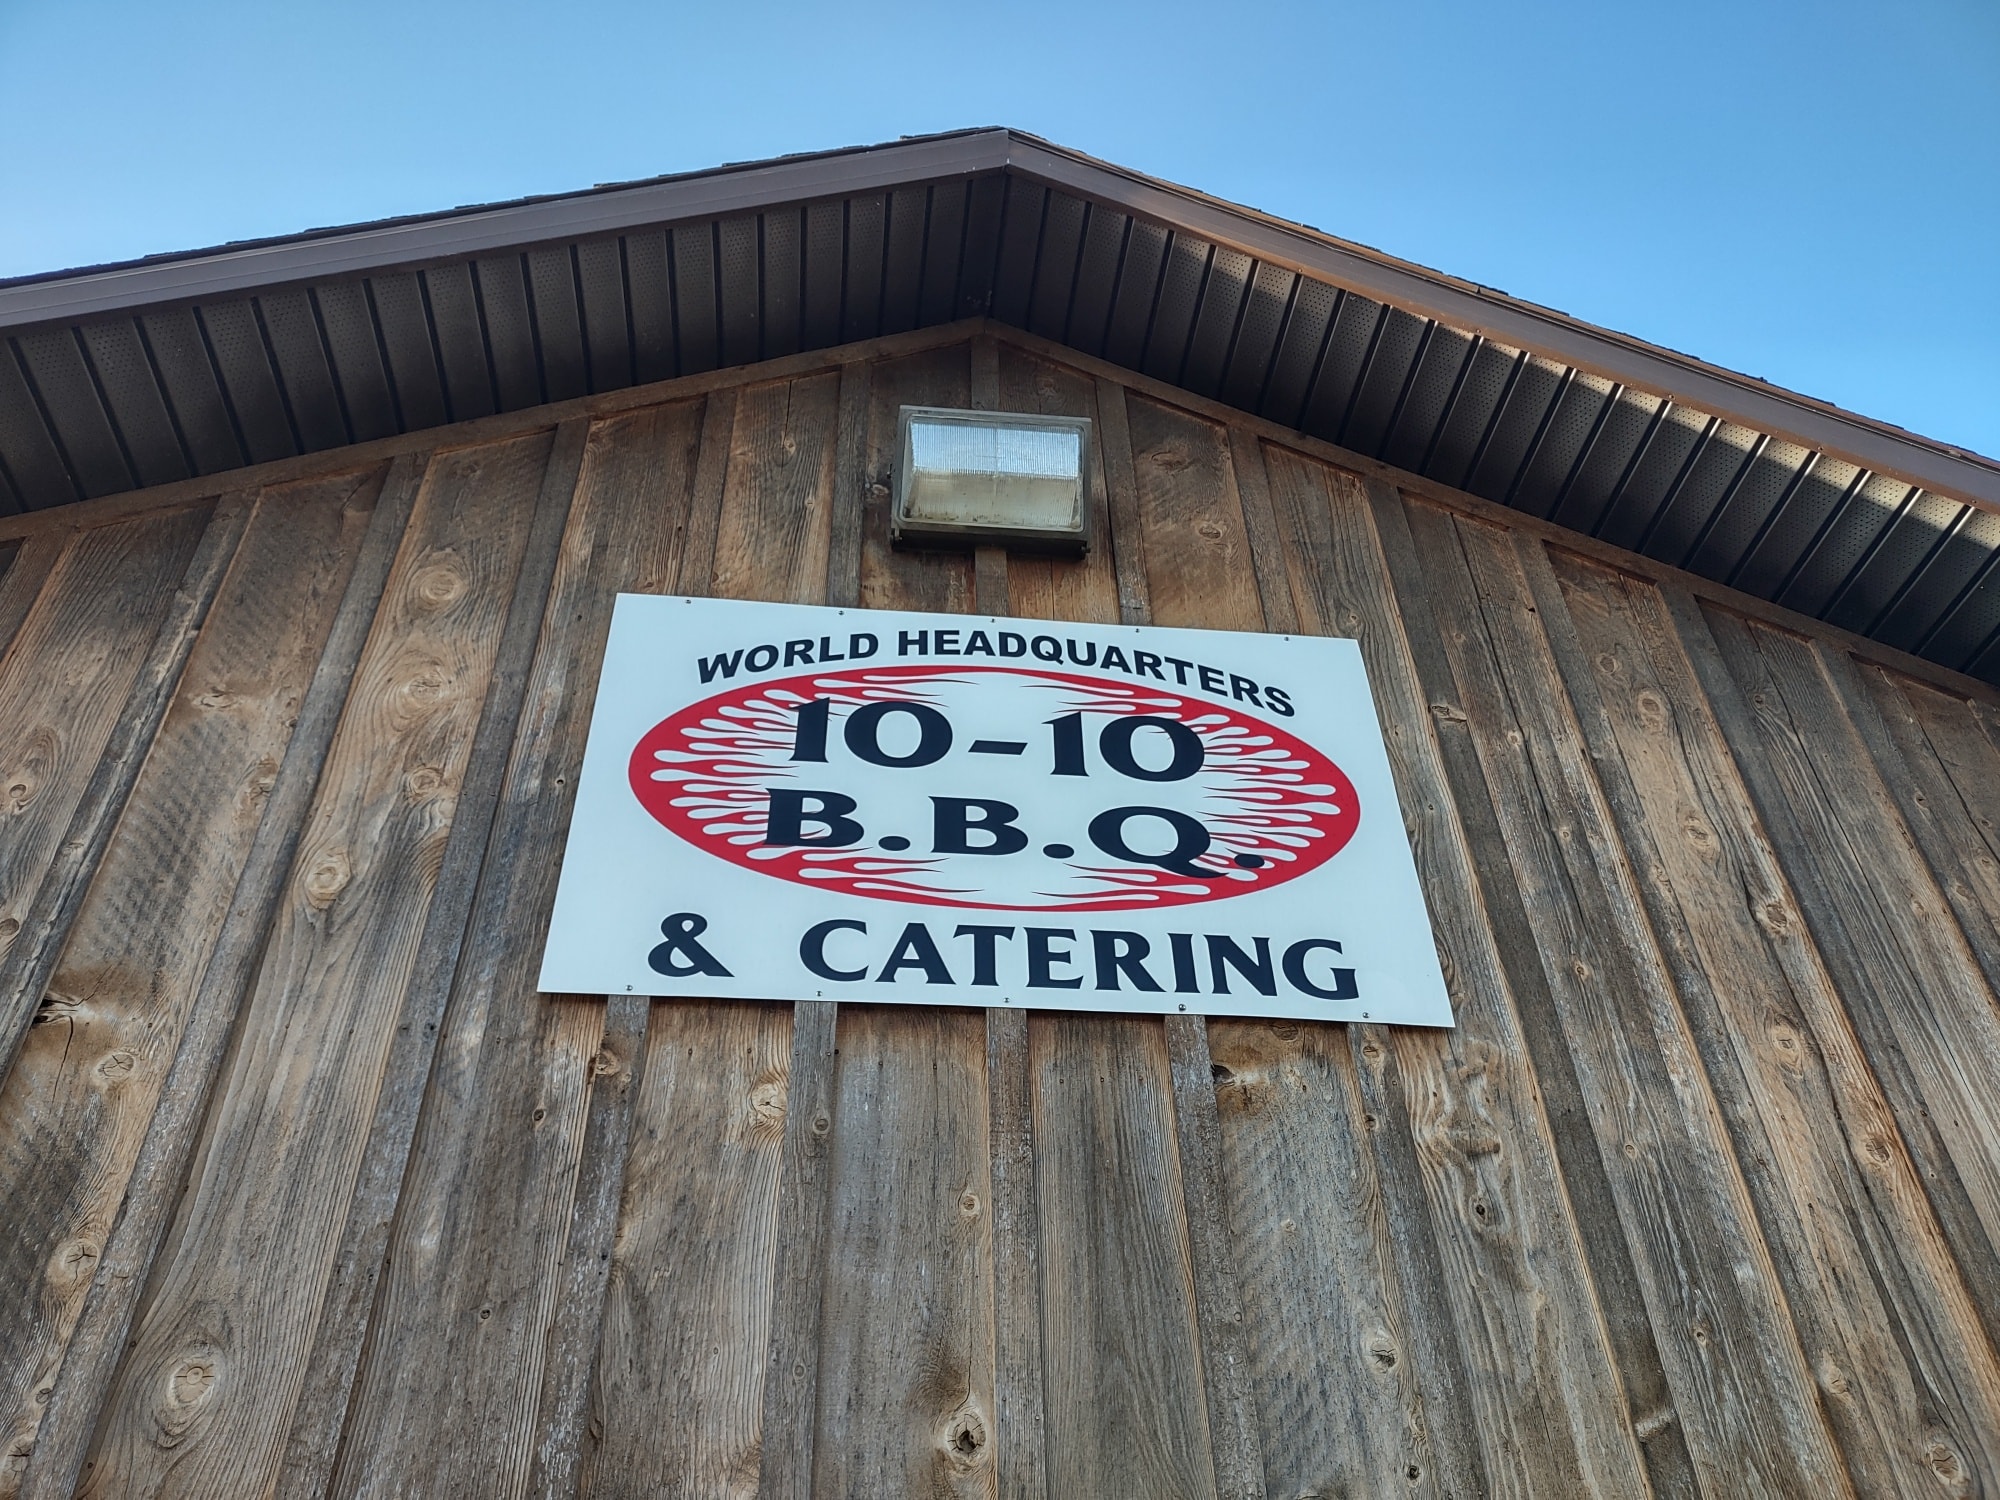 WORLD HEADQUARTERS
10-10
B.B.Q.
& CATERING